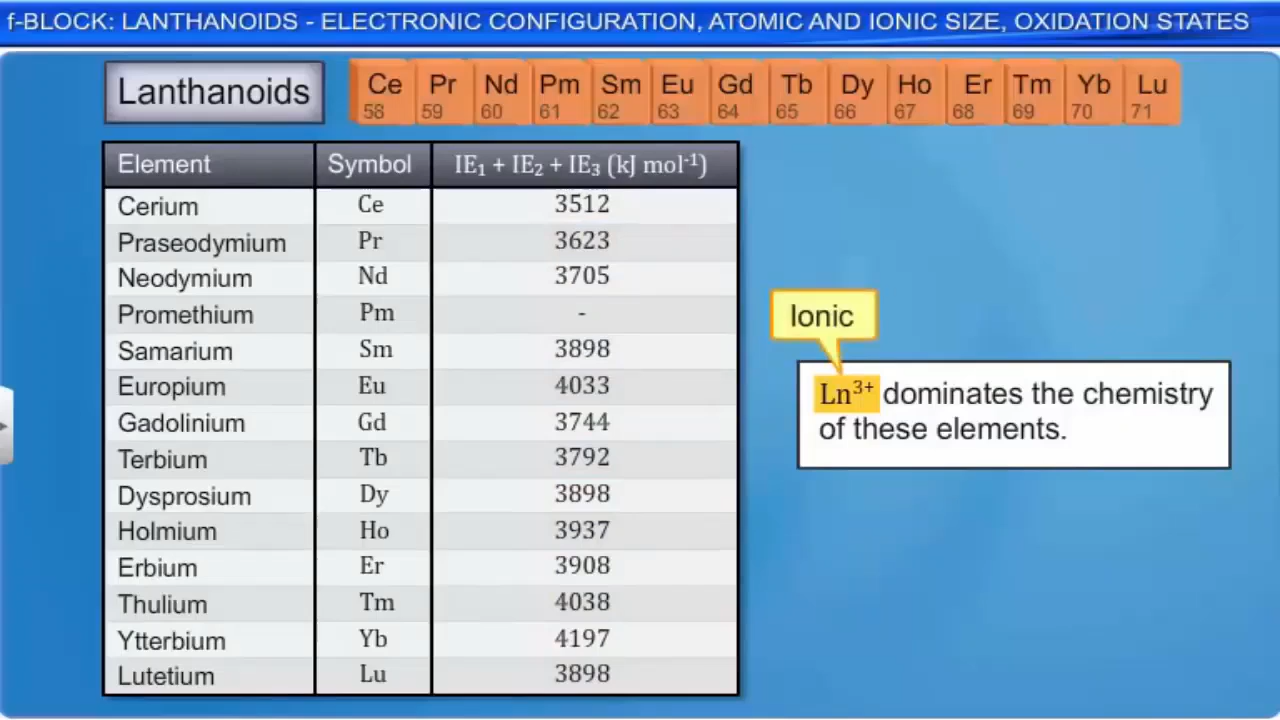 f-BLOCK: LANTHANOIDS - ELECTRONIC CONFIGURATION, ATOMIC AND IONIC SIZE, OXIDATION STATES
Lanthanoids
Ce Pr Nd Pm Sm Eu Gd Tb Dy Ho Er Tm Yb Lu
58 59 60 61 62 63 64 65 66 67 68 69 70 71
Element Symbol IE₁ + IE₂ + IE₃ (kJ mol⁻¹)
Cerium Ce 3512
Praseodymium Pr 3623
Neodymium Nd 3705
Promethium Pm -
Samarium Sm 3898
Europium Eu 4033
Gadolinium Gd 3744
Terbium Tb 3792
Dysprosium Dy 3898
Holmium Ho 3937
Erbium Er 3908
Thulium Tm 4038
Ytterbium Yb 4197
Lutetium Lu 3898
Ionic
Ln³⁺ dominates the chemistry
of these elements.